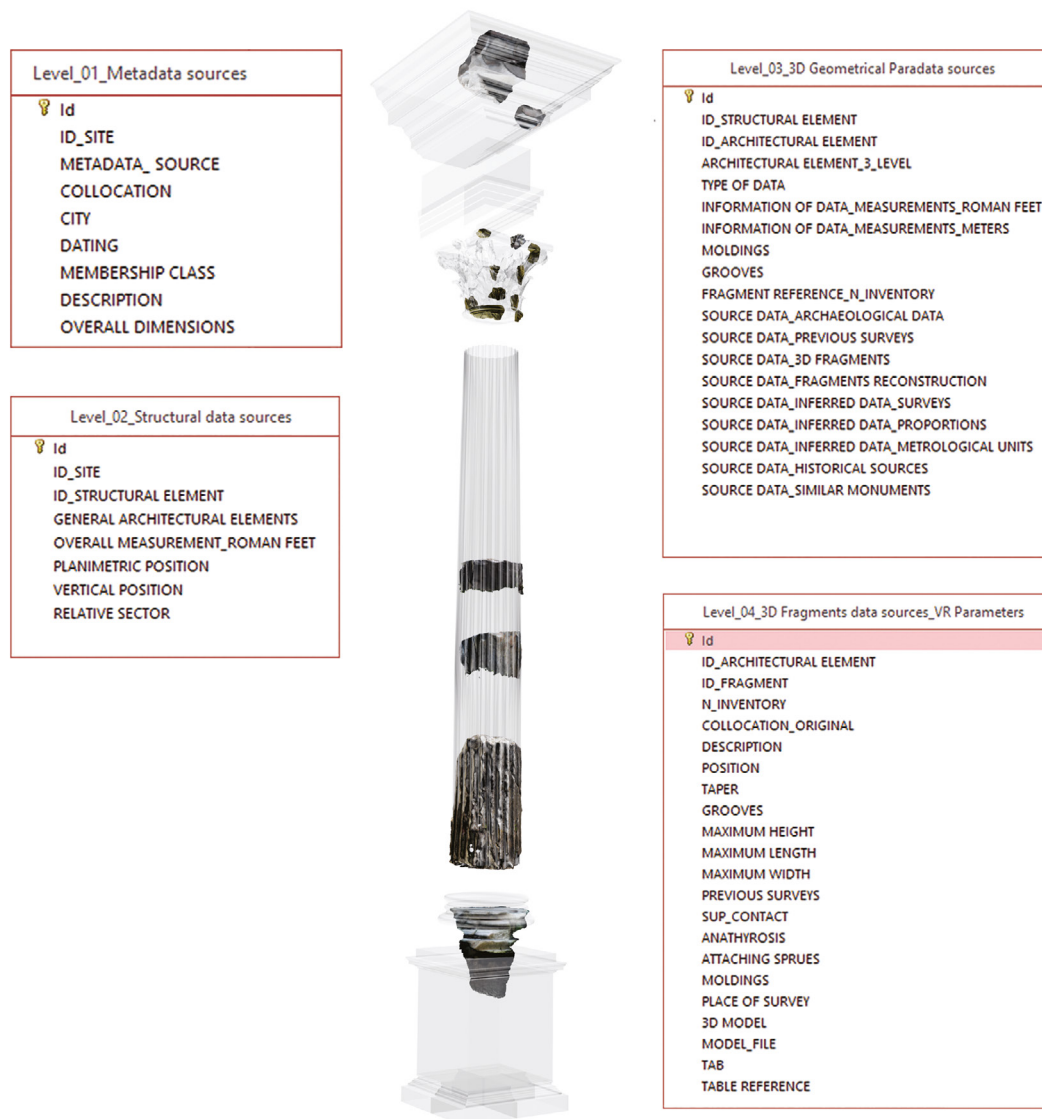 Level_01_Metadata sources
Id
ID_SITE
METADATA_ SOURCE
COLLOCATION
CITY
DATING
MEMBERSHIP CLASS
DESCRIPTION
OVERALL DIMENSIONS
Level_02_Structural data sources
Id
ID_SITE
ID_STRUCTURAL ELEMENT
GENERAL ARCHITECTURAL ELEMENTS
OVERALL MEASUREMENT_ROMAN FEET
PLANIMETRIC POSITION
VERTICAL POSITION
RELATIVE SECTOR
Level_03_3D Geometrical Paradata sources
Id
ID_STRUCTURAL ELEMENT
ID_ARCHITECTURAL ELEMENT
ARCHITECTURAL ELEMENT_3_LEVEL
TYPE OF DATA
INFORMATION OF DATA_MEASUREMENTS_ROMAN FEET
INFORMATION OF DATA_MEASUREMENTS_METERS
MOLDINGS
GROOVES
FRAGMENT REFERENCE_N_INVENTORY
SOURCE DATA_ARCHAEOLOGICAL DATA
SOURCE DATA_PREVIOUS SURVEYS
SOURCE DATA_3D FRAGMENTS
SOURCE DATA_FRAGMENTS RECONSTRUCTION
SOURCE DATA_INFERRED DATA_SURVEYS
SOURCE DATA_INFERRED DATA_PROPORTIONS
SOURCE DATA_INFERRED DATA_METROLOGICAL UNITS
SOURCE DATA_HISTORICAL SOURCES
SOURCE DATA_SIMILAR MONUMENTS
Level_04_3D Fragments data sources_VR Parameters
Id
ID_ARCHITECTURAL ELEMENT
ID_FRAGMENT
N_INVENTORY
COLLOCATION_ORIGINAL
DESCRIPTION
POSITION
TAPER
GROOVES
MAXIMUM HEIGHT
MAXIMUM LENGTH
MAXIMUM WIDTH
PREVIOUS SURVEYS
SUP_CONTACT
ANATHYROSIS
ATTACHING SPRUES
MOLDINGS
PLACE OF SURVEY
3D MODEL
MODEL_FILE
TAB
TABLE REFERENCE